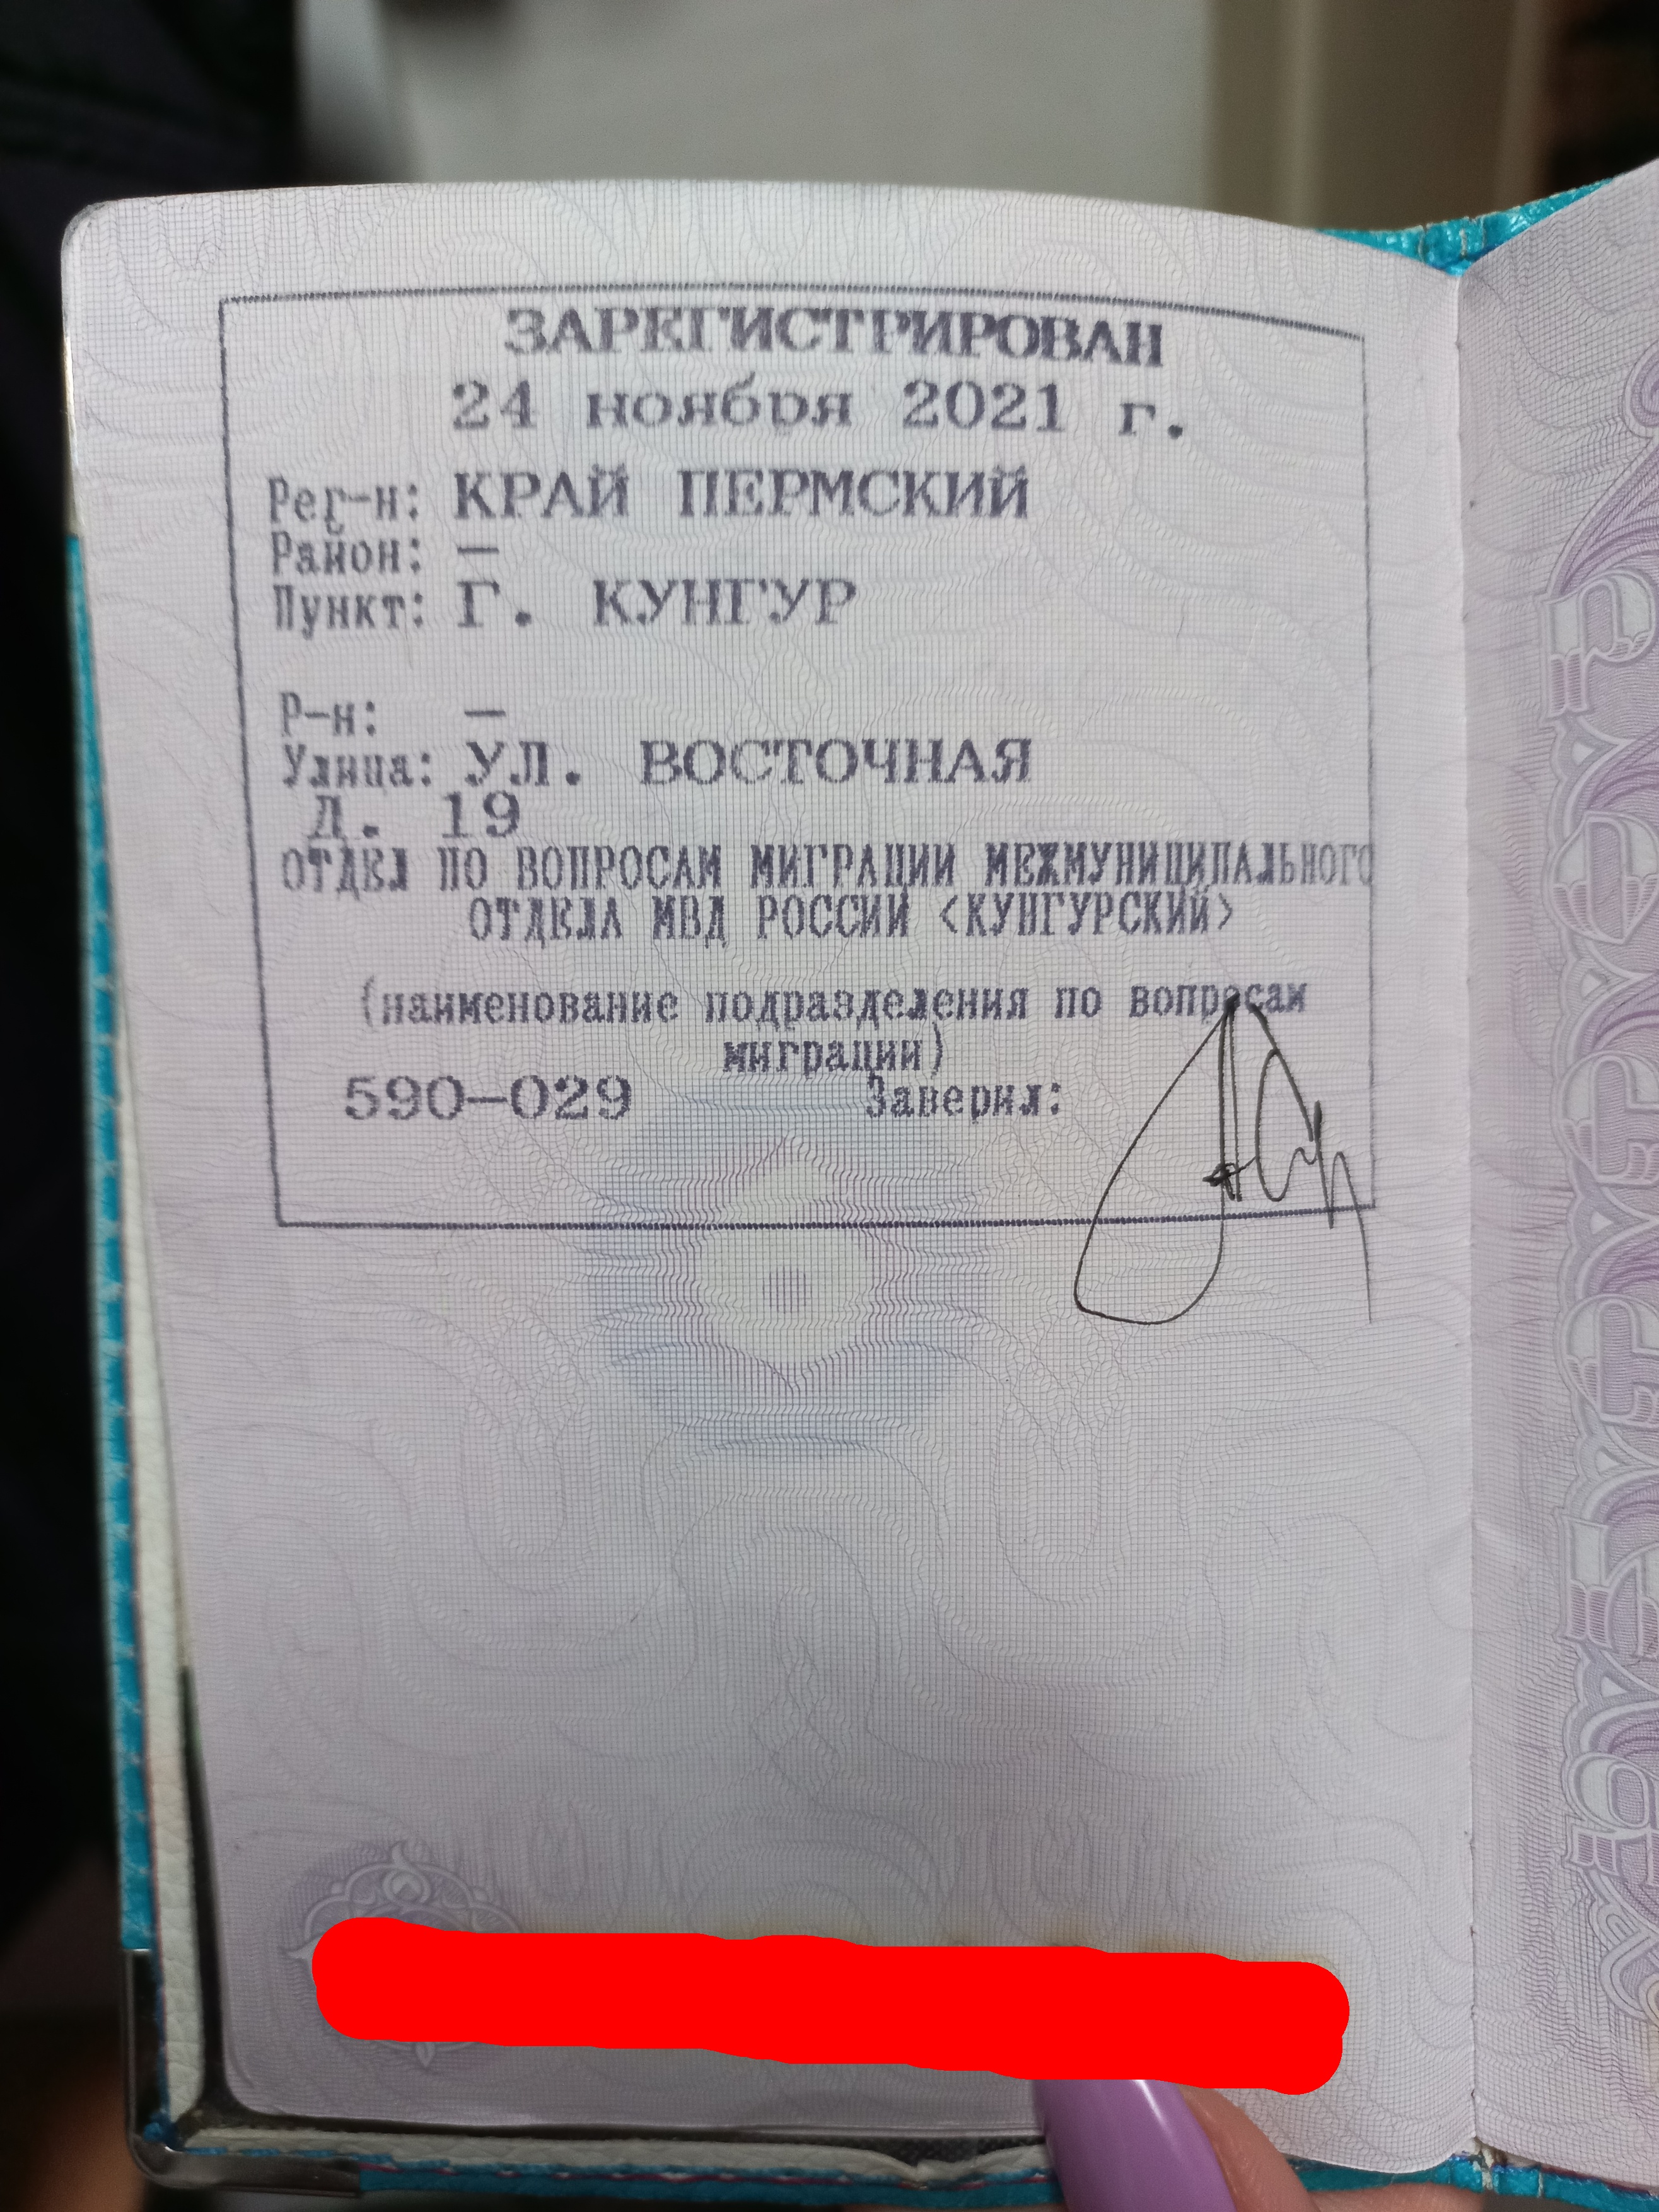 ЗАРЕГИСТРИРОВАН
24 ноября 2021 г.
Рег-н: КРАЙ ПЕРМСКИЙ
Район: —
Пункт: Г. КУНГУР
Р-н: —
Улица: УЛ. ВОСТОЧНАЯ
Д. 19
ОТДЕЛ ПО ВОПРОСАМ МИГРАЦИИ МЕЖМУНИЦИПАЛЬНОГО
ОТДЕЛА МВД РОССИИ <КУНГУРСКИЙ>
(наименование подразделения по вопросам
миграции)
590-029 Заверил: